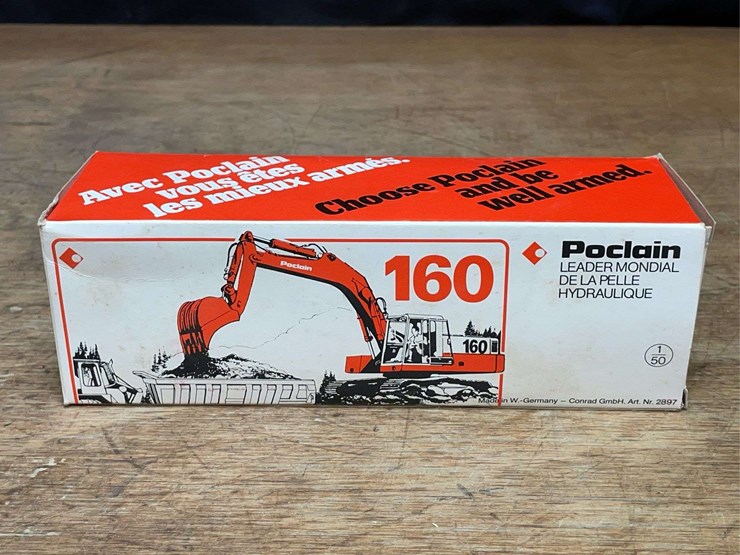 Avec Poclain
vous êtes
les mieux armés.
Choose Poclain
and be
well armed.
Poclain
160
160
Poclain
LEADER MONDIAL
DE LA PELLE
HYDRAULIQUE
1
50
Made in W.-Germany – Conrad GmbH. Art. Nr. 2897